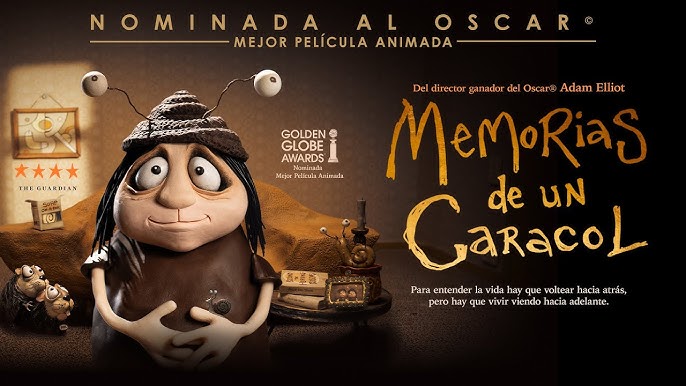 NOMINADA AL OSCAR©
MEJOR PELÍCULA ANIMADA
Del director ganador del Oscar® Adam Elliot
MEMORIAS
de un
CARACOL
Para entender la vida hay que voltear hacia atrás,
pero hay que vivir viendo hacia adelante.
GOLDEN
GLOBE
AWARDS
Nominada
Mejor Película Animada
THE GUARDIAN